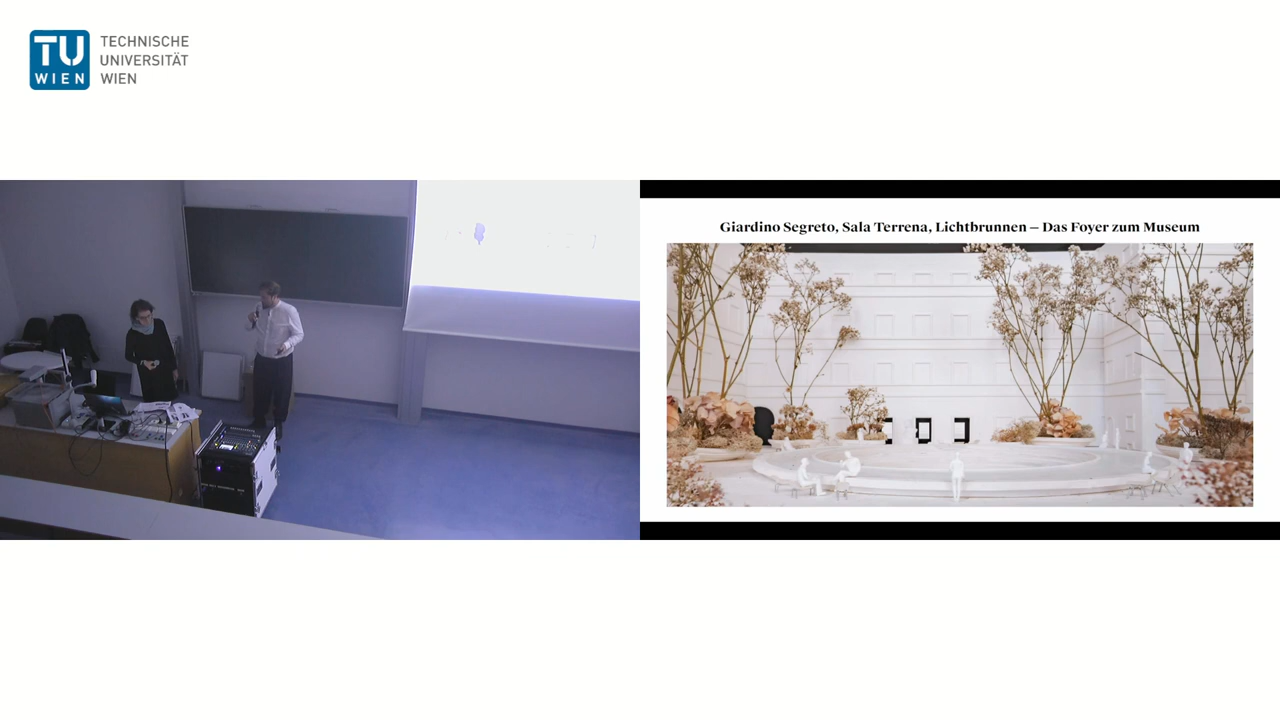 TU
WIEN
TECHNISCHE
UNIVERSITÄT
WIEN
Giardino Segreto, Sala Terrena, Lichtbrunnen – Das Foyer zum Museum